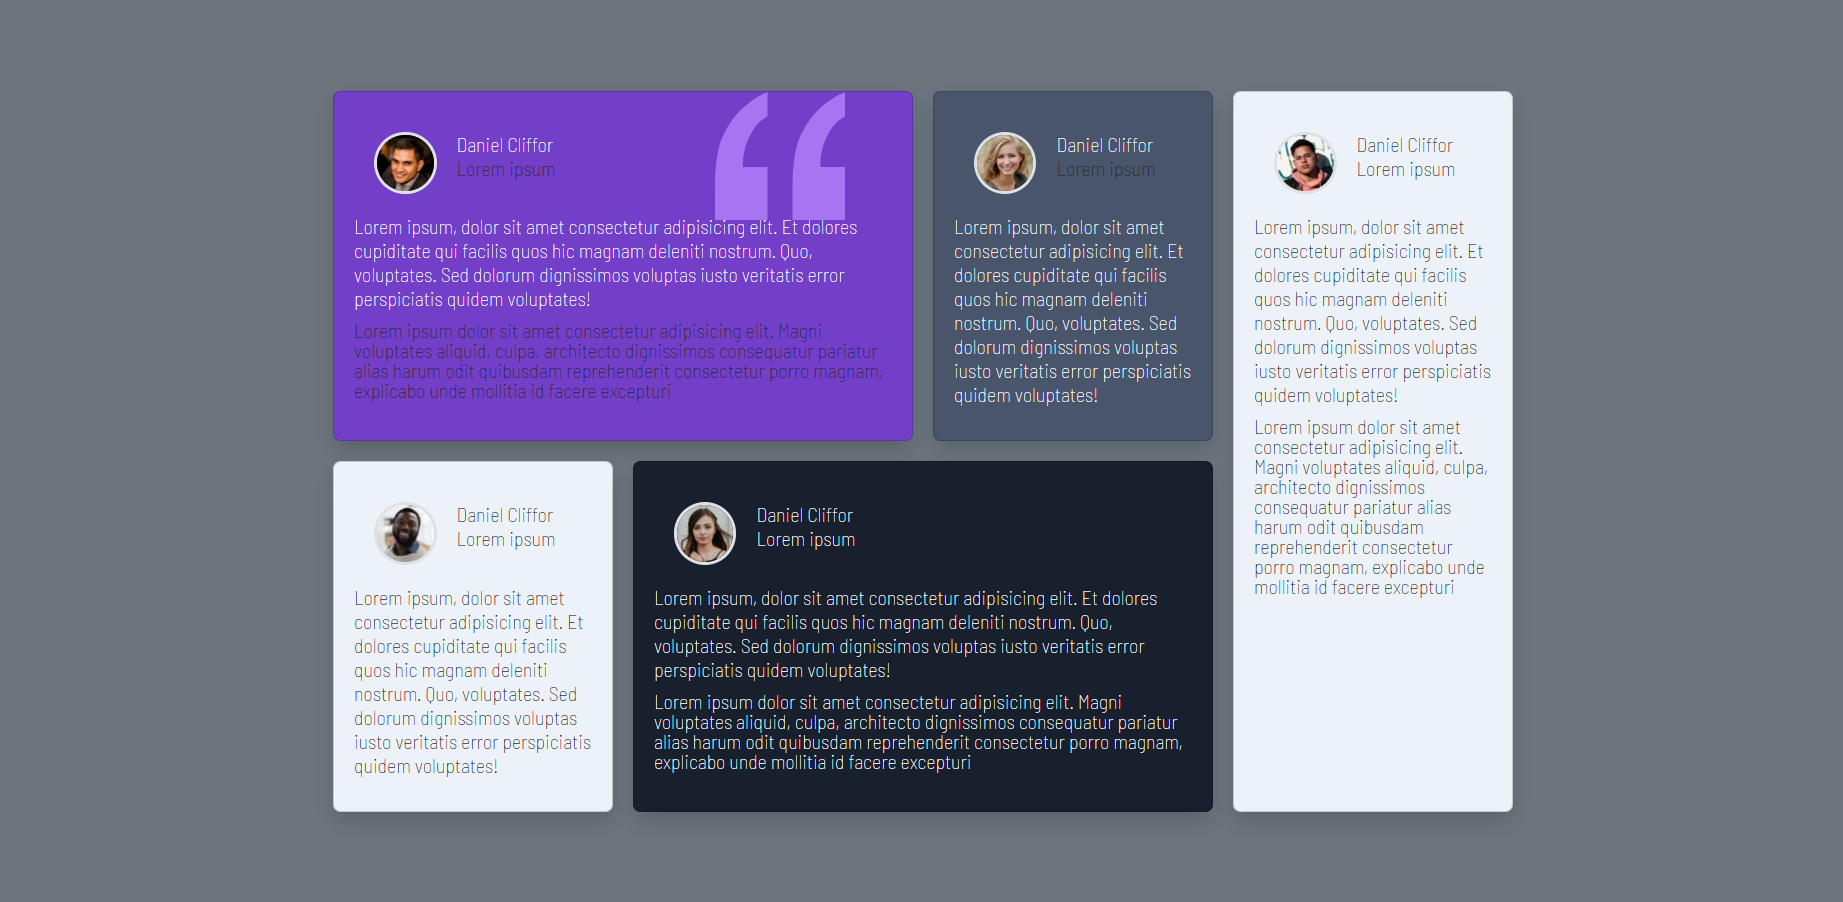 Daniel Cliffor
Lorem ipsum
Lorem ipsum, dolor sit amet consectetur adipisicing elit. Et dolores
cupiditate qui facilis quos hic magnam deleniti nostrum. Quo,
voluptates. Sed dolorum dignissimos voluptas iusto veritatis error
perspiciatis quidem voluptates!
Lorem ipsum dolor sit amet consectetur adipisicing elit. Magni
voluptates aliquid, culpa, architecto dignissimos consequatur pariatur
alias harum odit quibusdam reprehenderit consectetur porro magnam,
explicabo unde mollitia id facere excepturi
Daniel Cliffor
Lorem ipsum
Lorem ipsum, dolor sit amet
consectetur adipisicing elit. Et
dolores cupiditate qui facilis
quos hic magnam deleniti
nostrum. Quo, voluptates. Sed
dolorum dignissimos voluptas
iusto veritatis error perspiciatis
quidem voluptates!
Daniel Cliffor
Lorem ipsum
Lorem ipsum, dolor sit amet
consectetur adipisicing elit. Et
dolores cupiditate qui facilis
quos hic magnam deleniti
nostrum. Quo, voluptates. Sed
dolorum dignissimos voluptas
iusto veritatis error perspiciatis
quidem voluptates!
Lorem ipsum dolor sit amet
consectetur adipisicing elit.
Magni voluptates aliquid, culpa,
architecto dignissimos
consequatur pariatur alias
harum odit quibusdam
reprehenderit consectetur
porro magnam, explicabo unde
mollitia id facere excepturi
Daniel Cliffor
Lorem ipsum
Lorem ipsum, dolor sit amet
consectetur adipisicing elit. Et
dolores cupiditate qui facilis
quos hic magnam deleniti
nostrum. Quo, voluptates. Sed
dolorum dignissimos voluptas
iusto veritatis error perspiciatis
quidem voluptates!
Daniel Cliffor
Lorem ipsum
Lorem ipsum, dolor sit amet consectetur adipisicing elit. Et dolores
cupiditate qui facilis quos hic magnam deleniti nostrum. Quo,
voluptates. Sed dolorum dignissimos voluptas iusto veritatis error
perspiciatis quidem voluptates!
Lorem ipsum dolor sit amet consectetur adipisicing elit. Magni
voluptates aliquid, culpa, architecto dignissimos consequatur pariatur
alias harum odit quibusdam reprehenderit consectetur porro magnam,
explicabo unde mollitia id facere excepturi